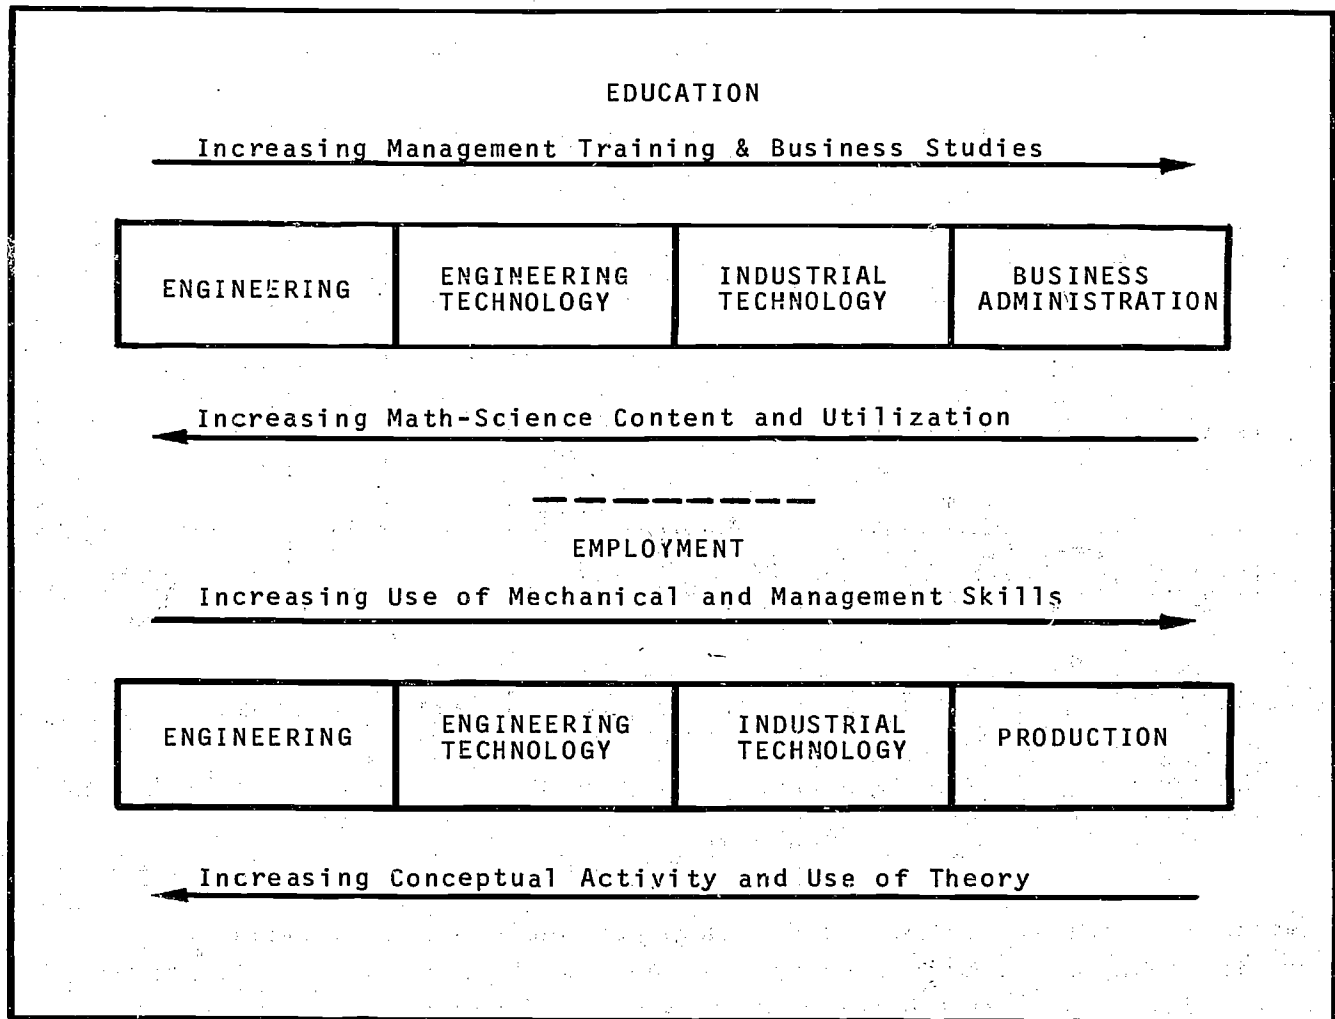 EDUCATION
Increasing Management Training & Business Studies
ENGINEERING
ENGINEERING
TECHNOLOGY
INDUSTRIAL
TECHNOLOGY
BUSINESS
ADMINISTRATION
Increasing Math-Science Content and Utilization
EMPLOYMENT
Increasing Use of Mechanical and Management Skills
ENGINEERING
ENGINEERING
TECHNOLOGY
INDUSTRIAL
TECHNOLOGY
PRODUCTION
Increasing Conceptual Activity and Use of Theory